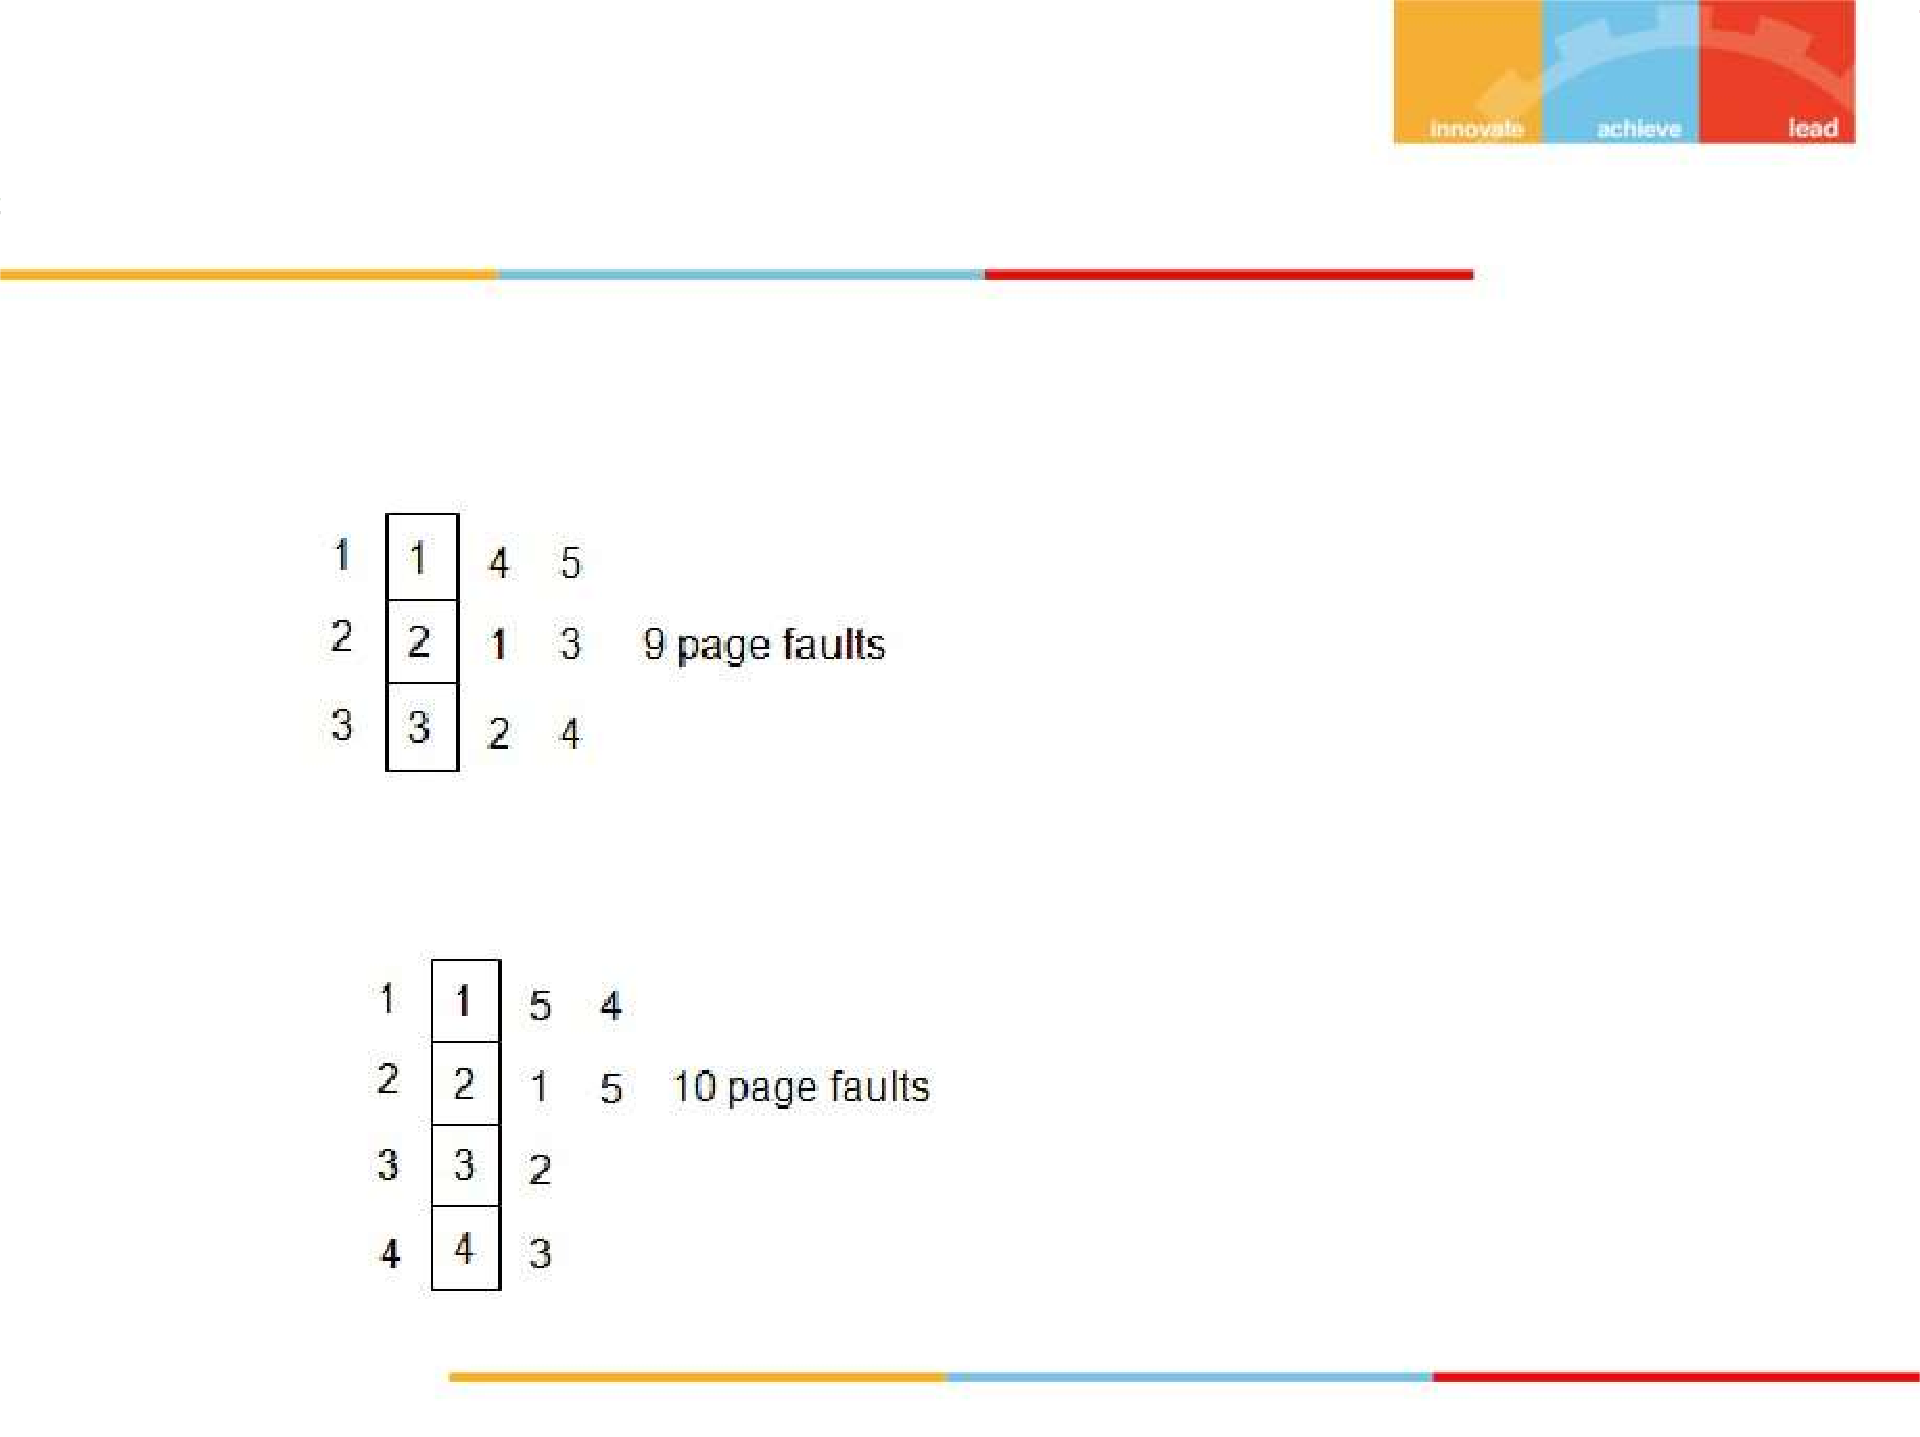 innovate achieve lead
1 1 4 5
2 2 1 3 9 page faults
3 3 2 4
1 1 5 4
2 2 1 5 10 page faults
3 3 2
4 4 3